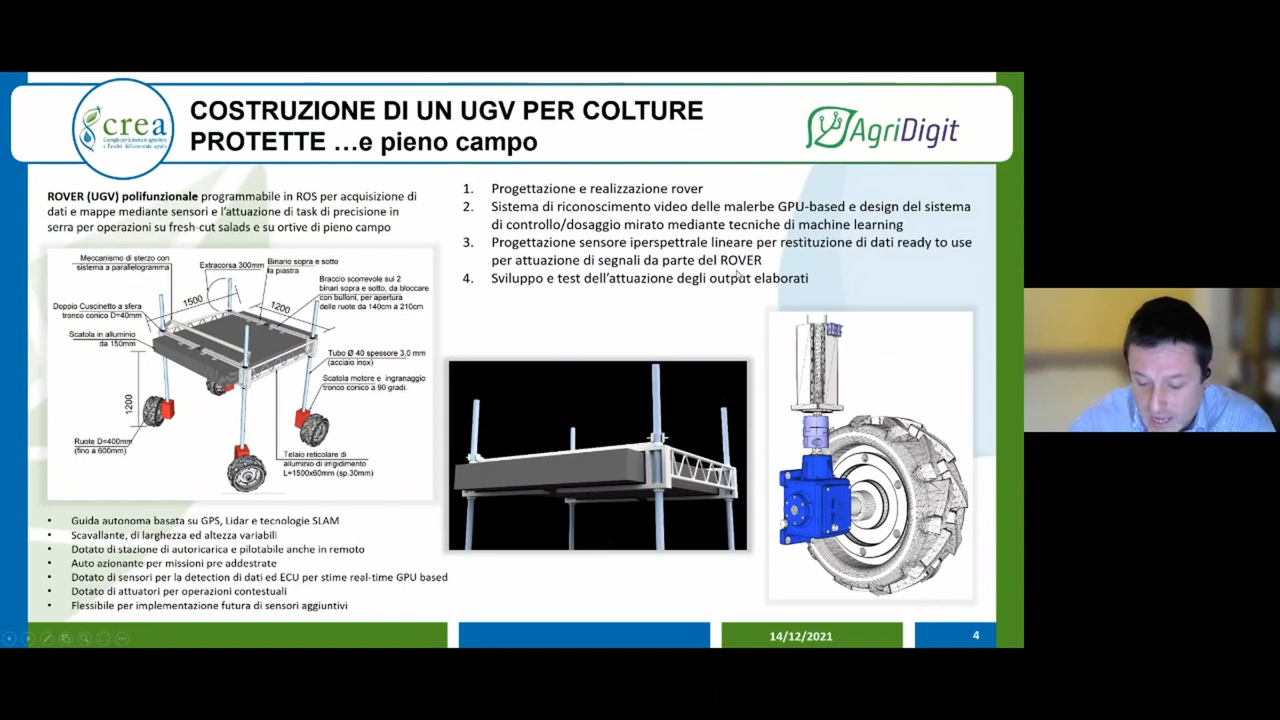 crea
Consiglio per la ricerca in agricoltura
e l'analisi dell'economia agraria
COSTRUZIONE DI UN UGV PER COLTURE
PROTETTE …e pieno campo
AgriDigit
ROVER (UGV) polifunzionale programmabile in ROS per acquisizione di
dati e mappe mediante sensori e l'attuazione di task di precisione in
serra per operazioni su fresh-cut salads e su ortive di pieno campo
Meccanismo di sterzo con
sistema a parallelogramma
Extracorsa 300mm
Binario sopra e sotto
la piastra
Braccio scorrevole sui 2
binari sopra e sotto, da bloccare
con bulloni, per apertura
delle ruote da 140cm a 210cm
1500
1200
Doppio Cuscinetto a sfera
tronco conico D=40mm
Scatola in alluminio
da 150mm
Tubo Ø 40 spessore 3,0 mm
(acciaio inox)
Scatola motore e ingranaggio
tronco conico a 90 gradi.
1200
Ruote D=400mm
(fino a 600mm)
Telaio reticolare di
alluminio di irrigidimento
L=1500x60mm (sp.30mm)
• Guida autonoma basata su GPS, Lidar e tecnologie SLAM
• Scavallante, di larghezza ed altezza variabili
• Dotato di stazione di autoricarica e pilotabile anche in remoto
• Auto azionante per missioni pre addestrate
• Dotato di sensori per la detection di dati ed ECU per stime real-time GPU based
• Dotato di attuatori per operazioni contestuali
• Flessibile per implementazione futura di sensori aggiuntivi
1. Progettazione e realizzazione rover
2. Sistema di riconoscimento video delle malerbe GPU-based e design del sistema
di controllo/dosaggio mirato mediante tecniche di machine learning
3. Progettazione sensore iperspettrale lineare per restituzione di dati ready to use
per attuazione di segnali da parte del ROVER
4. Sviluppo e test dell'attuazione degli output elaborati
14/12/2021
4